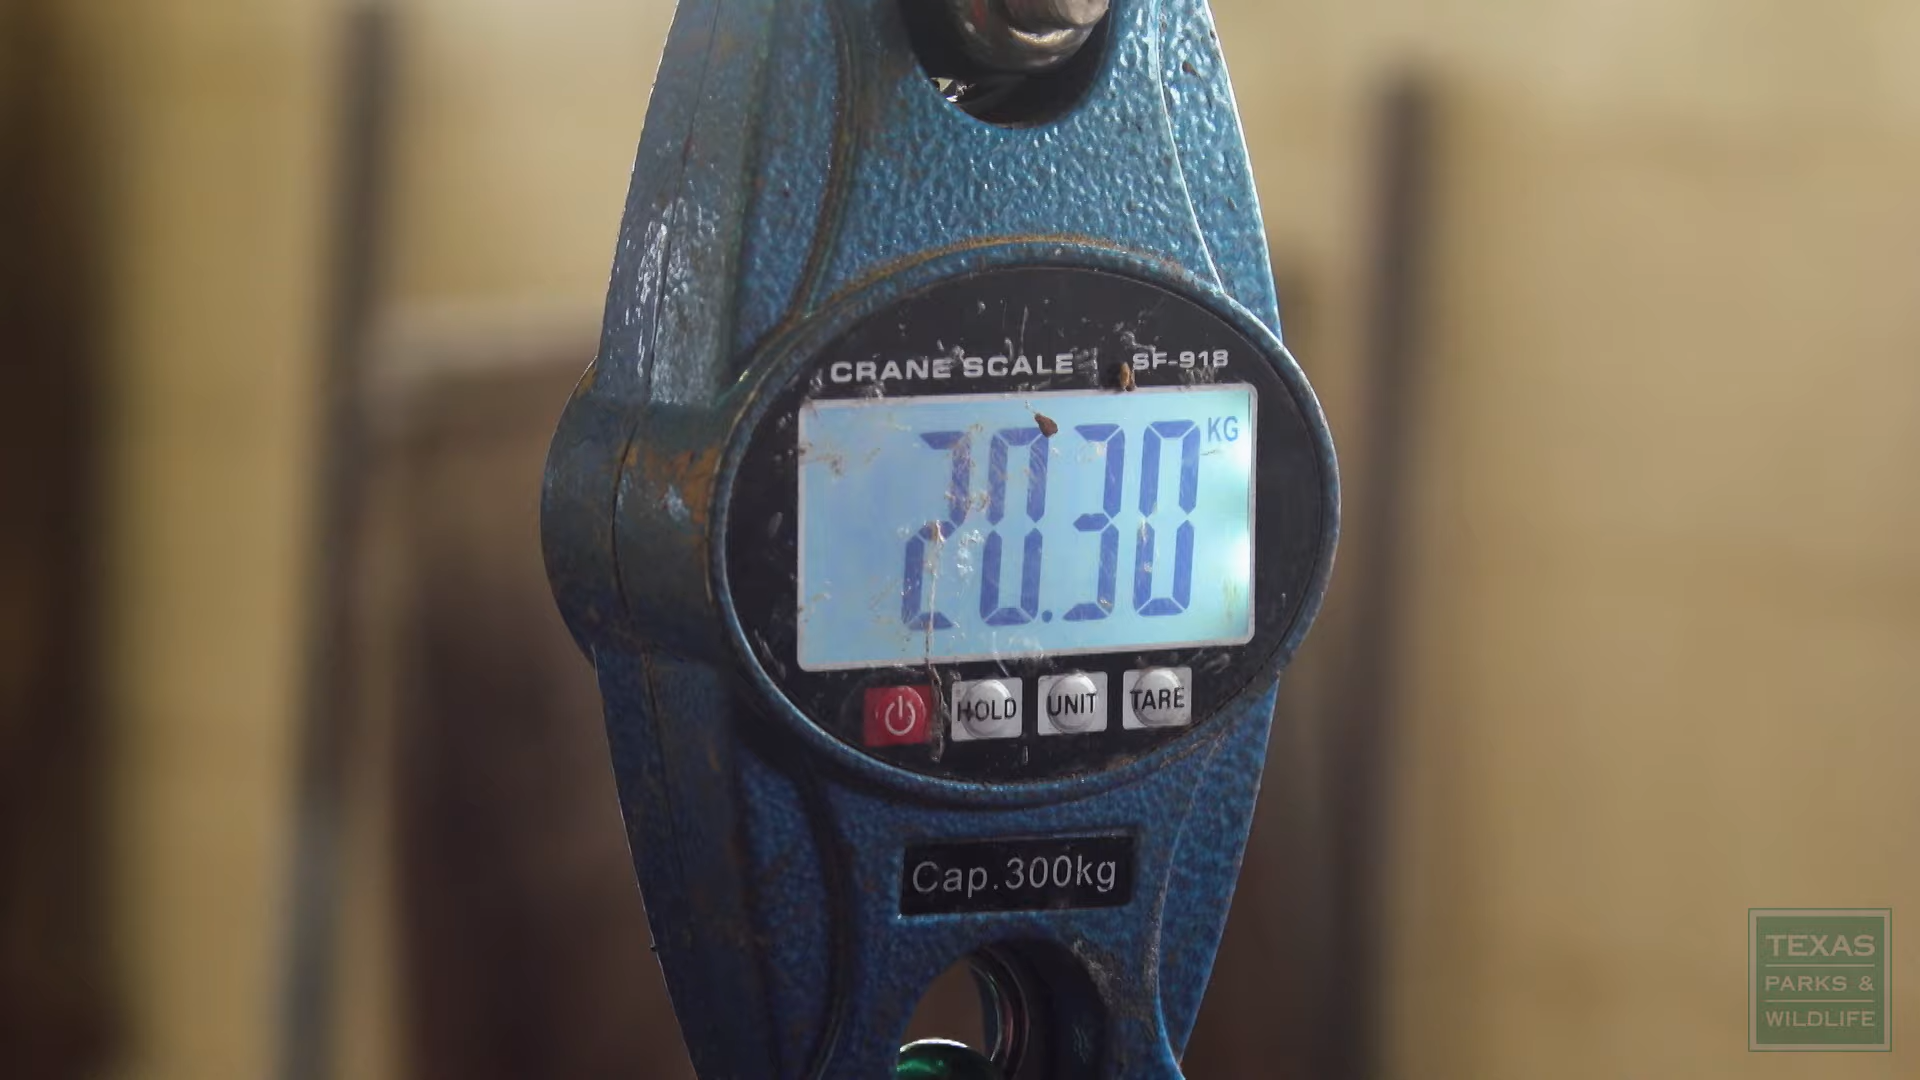 CRANE SCALE SF-918
20.30 KG
HOLD UNIT TARE
Cap.300kg
TEXAS
PARKS &
WILDLIFE